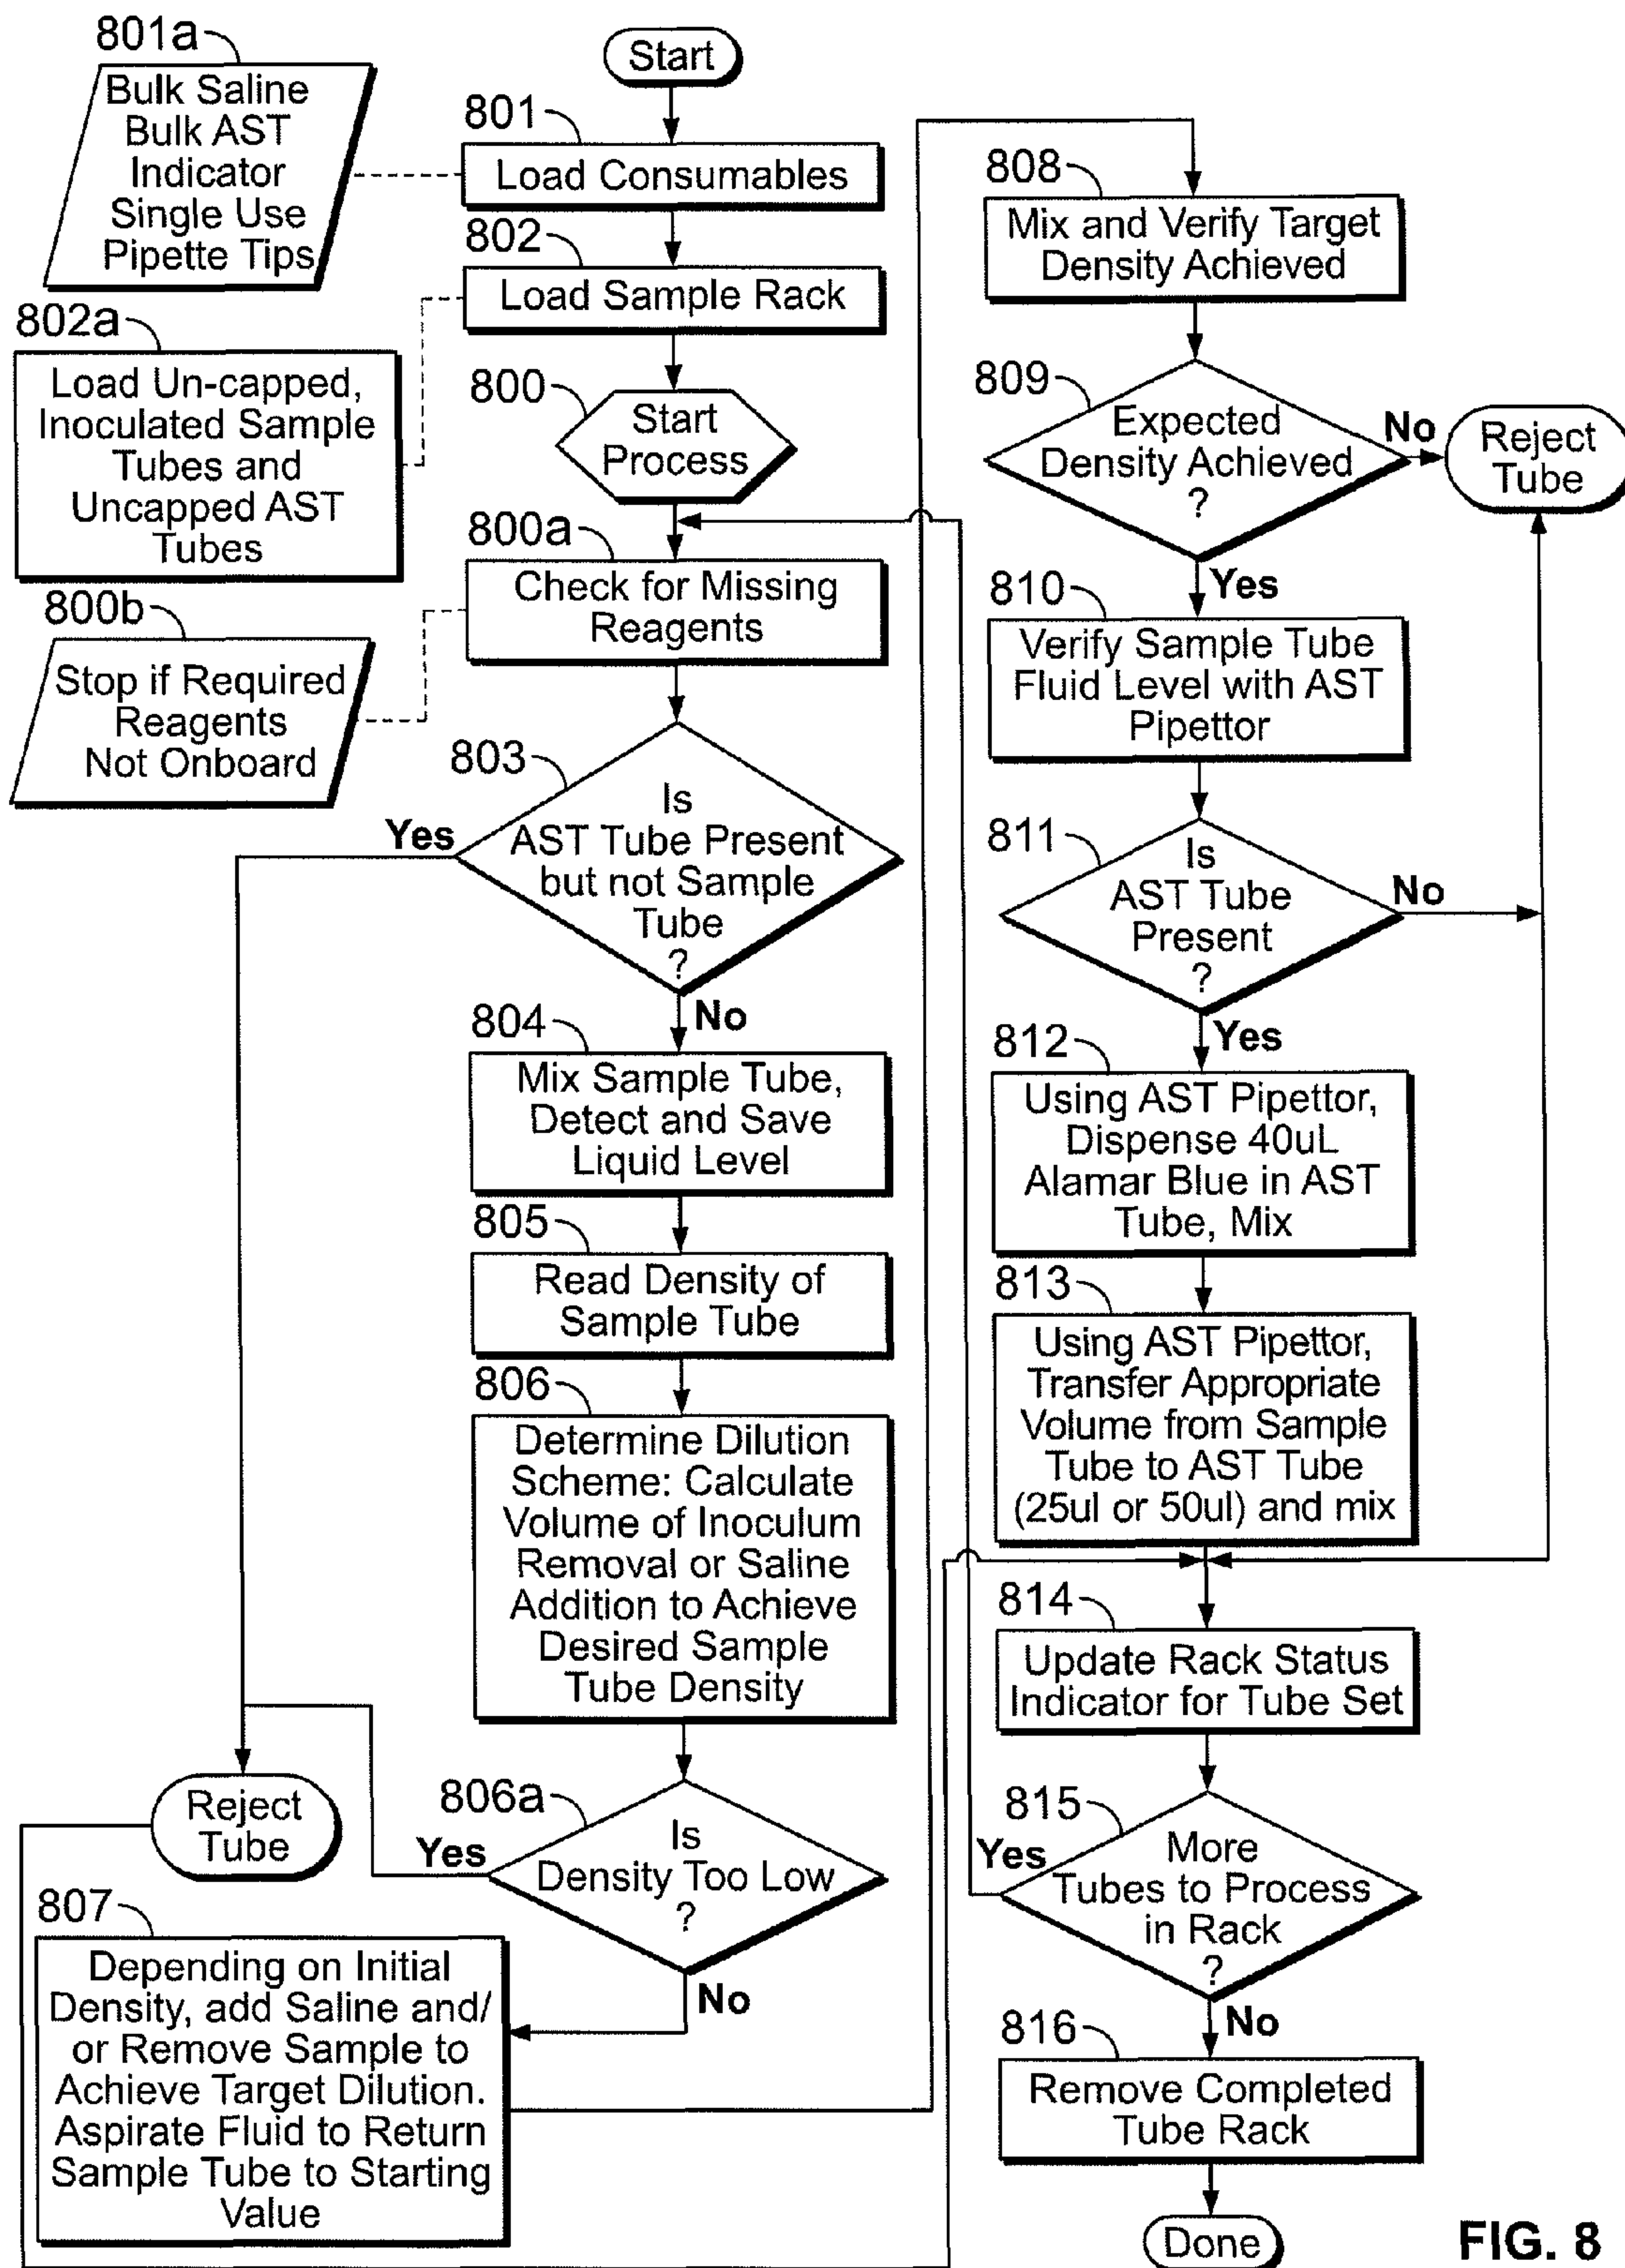 Start
801a
Bulk Saline
Bulk AST
Indicator
Single Use
Pipette Tips
801
Load Consumables
802
Load Sample Rack
802a
Load Un-capped,
Inoculated Sample
Tubes and
Uncapped AST
Tubes
800
Start
Process
800a
Check for Missing
Reagents
800b
Stop if Required
Reagents
Not Onboard
803
Is
AST Tube Present
but not Sample
Tube
?
Yes
No
804
Mix Sample Tube,
Detect and Save
Liquid Level
805
Read Density of
Sample Tube
806
Determine Dilution
Scheme: Calculate
Volume of Inoculum
Removal or Saline
Addition to Achieve
Desired Sample
Tube Density
806a
Is
Density Too Low
?
Yes
No
Reject
Tube
807
Depending on Initial
Density, add Saline and/
or Remove Sample to
Achieve Target Dilution.
Aspirate Fluid to Return
Sample Tube to Starting
Value
808
Mix and Verify Target
Density Achieved
809
Expected
Density Achieved
?
No
Reject
Tube
Yes
810
Verify Sample Tube
Fluid Level with AST
Pipettor
811
Is
AST Tube
Present
?
No
Yes
812
Using AST Pipettor,
Dispense 40uL
Alamar Blue in AST
Tube, Mix
813
Using AST Pipettor,
Transfer Appropriate
Volume from Sample
Tube to AST Tube
(25ul or 50ul) and mix
814
Update Rack Status
Indicator for Tube Set
815
More
Tubes to Process
in Rack
?
Yes
No
816
Remove Completed
Tube Rack
Done
FIG. 8